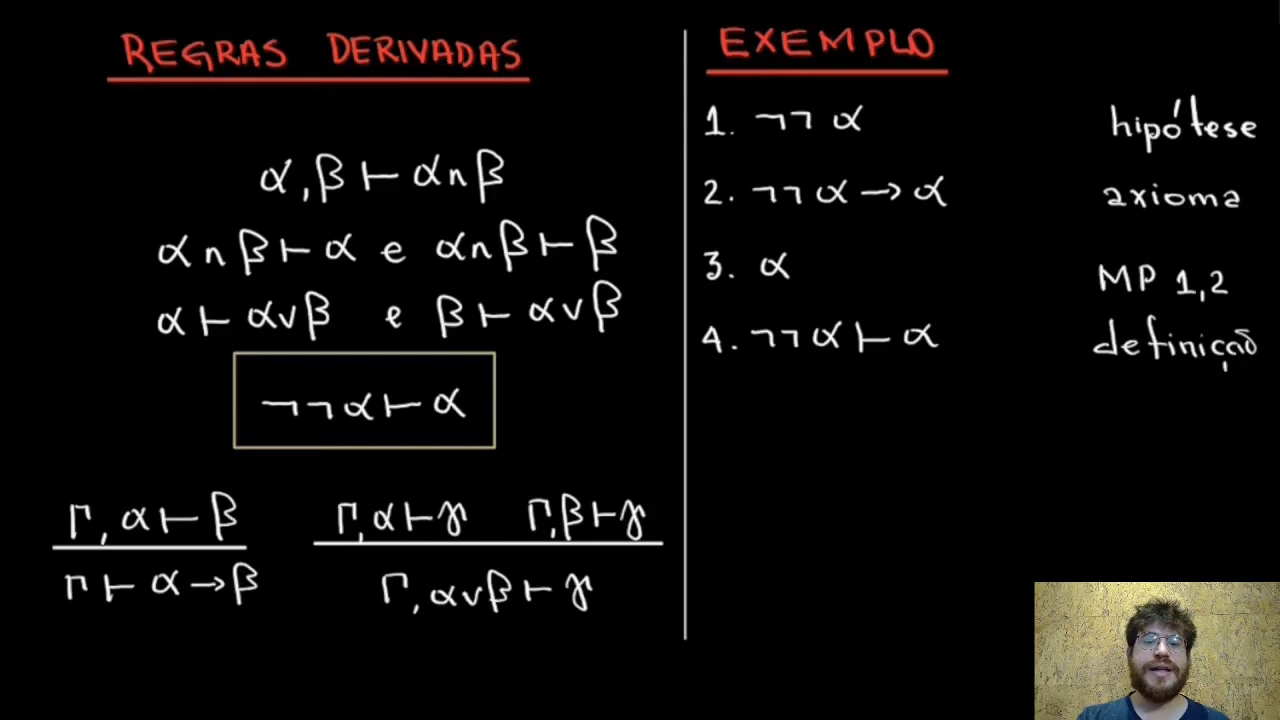 REGRAS DERIVADAS
α, β ⊢ α ∧ β
α ∧ β ⊢ α e α ∧ β ⊢ β
α ⊢ α ∨ β e β ⊢ α ∨ β
¬¬α ⊢ α
Γ, α ⊢ β
Γ ⊢ α → β
Γ, α ⊢ γ Γ, β ⊢ γ
Γ, α ∨ β ⊢ γ
EXEMPLO
1. ¬¬α hipótese
2. ¬¬α → α axioma
3. α MP 1,2
4. ¬¬α ⊢ α definição